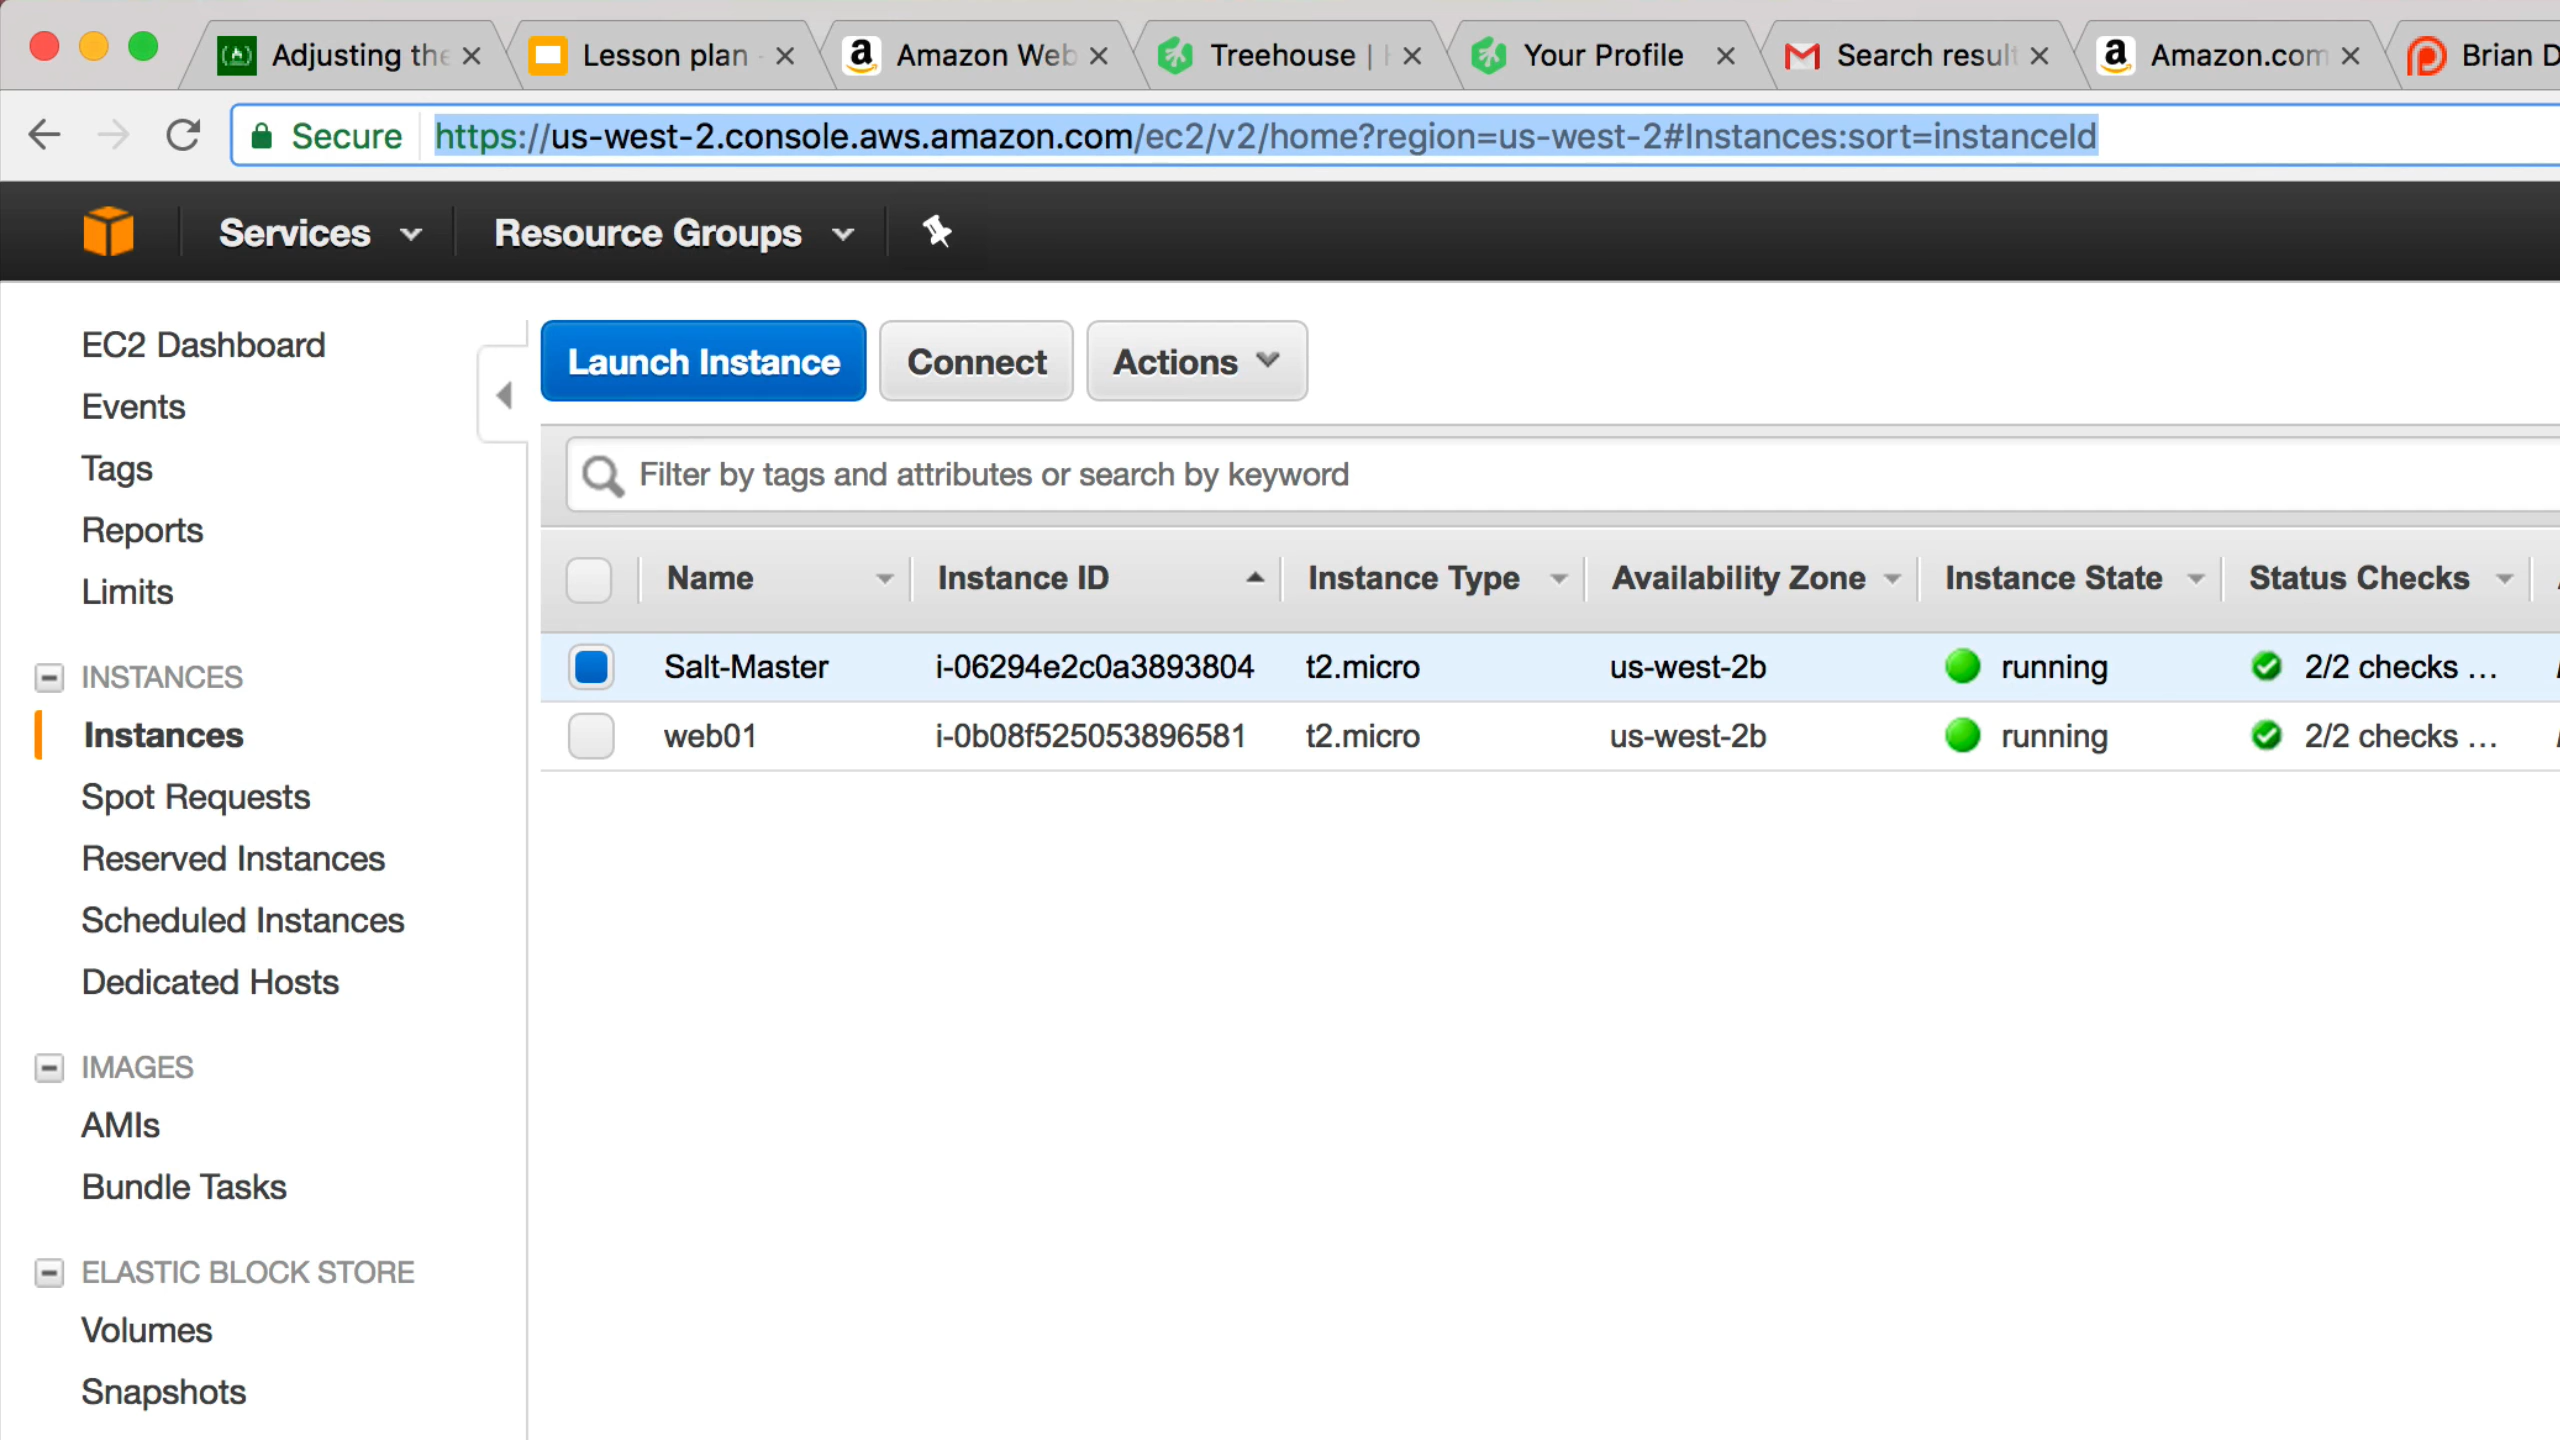 Adjusting the
Lesson plan -
Amazon Web
Treehouse |
Your Profile
Search result
Amazon.com
Brian D
Secure
https://us-west-2.console.aws.amazon.com/ec2/v2/home?region=us-west-2#Instances:sort=instanceId
Services
Resource Groups
EC2 Dashboard
Events
Tags
Reports
Limits
INSTANCES
Instances
Spot Requests
Reserved Instances
Scheduled Instances
Dedicated Hosts
IMAGES
AMIs
Bundle Tasks
ELASTIC BLOCK STORE
Volumes
Snapshots
Launch Instance
Connect
Actions
Filter by tags and attributes or search by keyword
Name Instance ID Instance Type Availability Zone Instance State Status Checks
Salt-Master i-06294e2c0a3893804 t2.micro us-west-2b running 2/2 checks ...
web01 i-0b08f525053896581 t2.micro us-west-2b running 2/2 checks ...